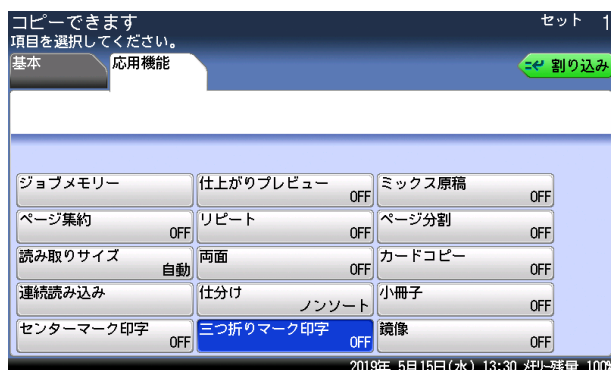 コピーできます
セット 1
項目を選択してください。
基本
応用機能
割り込み
ジョブメモリー
仕上がりプレビュー
OFF
ミックス原稿
OFF
ページ集約
OFF
リピート
OFF
ページ分割
OFF
読み取りサイズ
自動
両面
OFF
カードコピー
OFF
連続読み込み
仕分け
ノンソート
小冊子
OFF
センターマーク印字
OFF
三つ折りマーク印字
OFF
鏡像
OFF
2019年 5月15日(水) 13:30 メモリー残量 100%